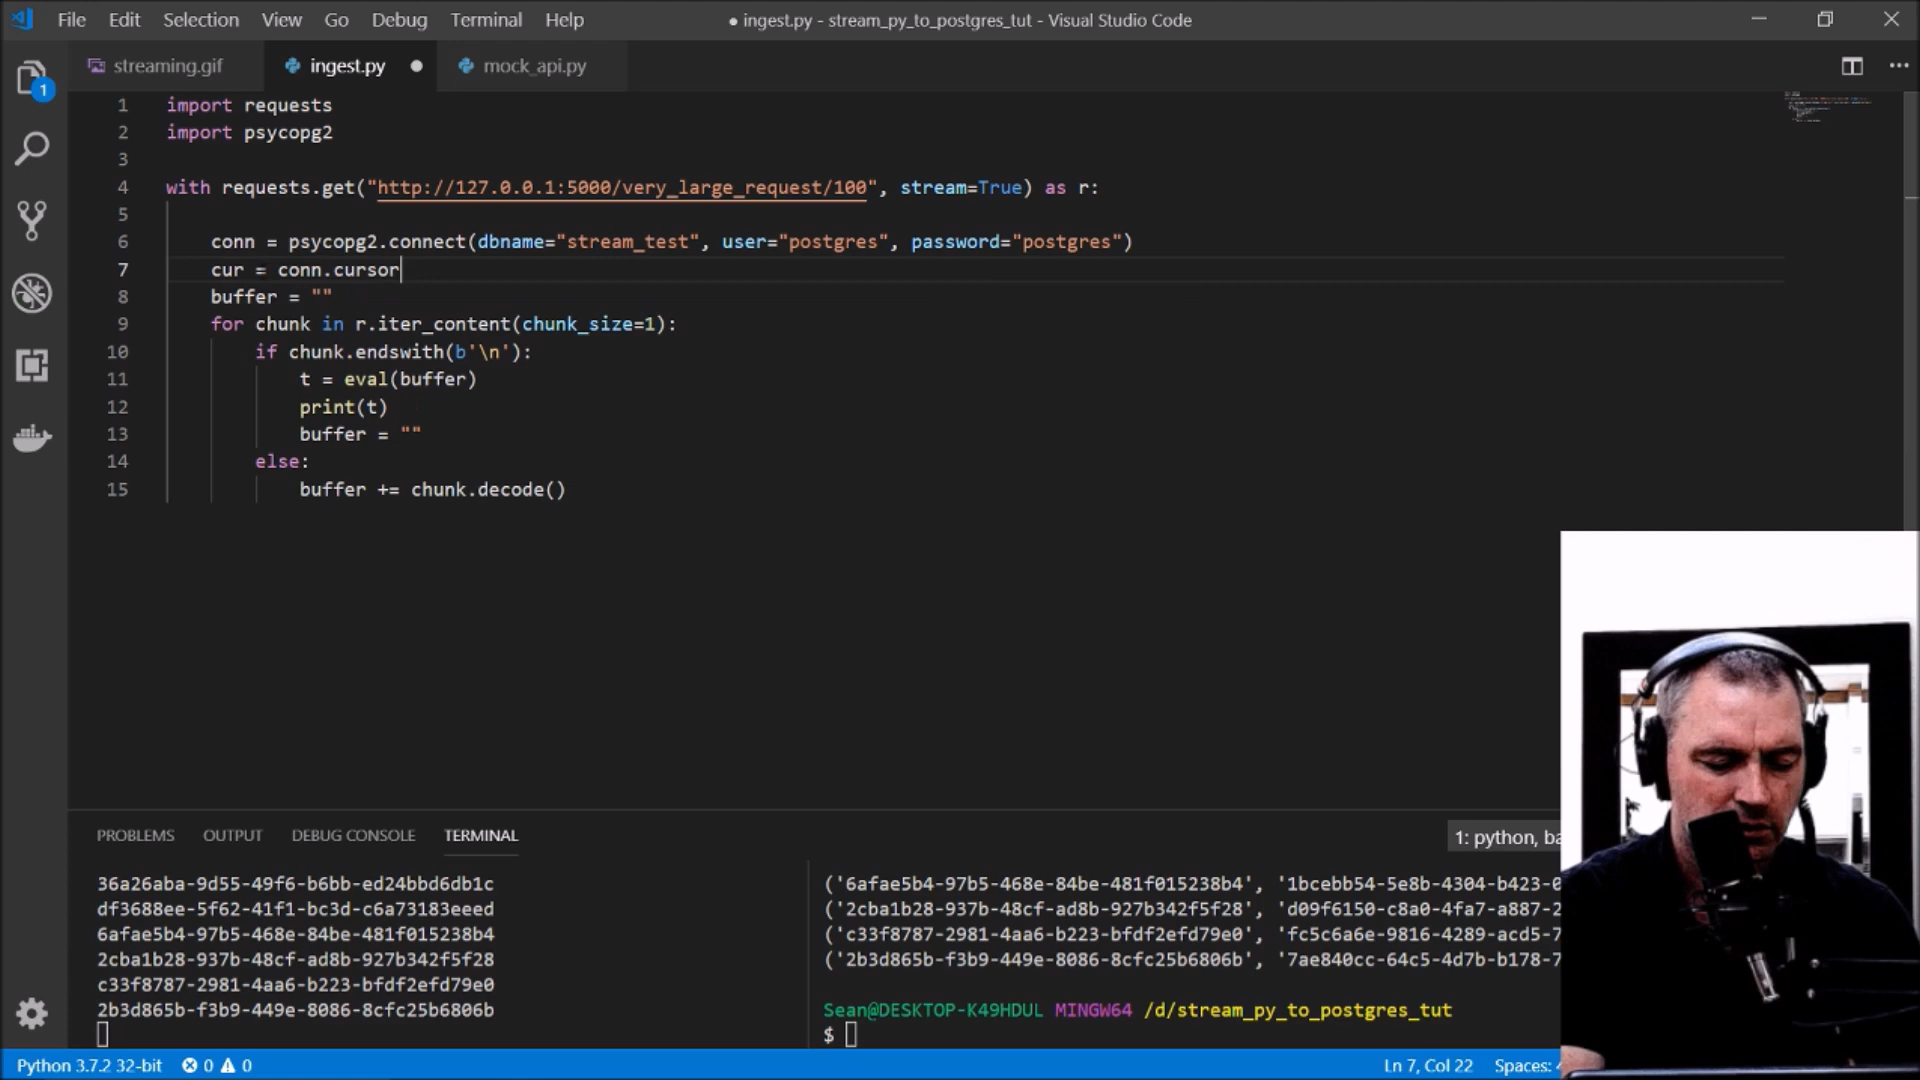 File Edit Selection View Go Debug Terminal Help
● ingest.py - stream_py_to_postgres_tut - Visual Studio Code
streaming.gif
ingest.py
mock_api.py
1
1 import requests
2 import psycopg2
3
4 with requests.get("http://127.0.0.1:5000/very_large_request/100", stream=True) as r:
5
6 conn = psycopg2.connect(dbname="stream_test", user="postgres", password="postgres")
7 cur = conn.cursor
8 buffer = ""
9 for chunk in r.iter_content(chunk_size=1):
10 if chunk.endswith(b'\n'):
11 t = eval(buffer)
12 print(t)
13 buffer = ""
14 else:
15 buffer += chunk.decode()
PROBLEMS OUTPUT DEBUG CONSOLE TERMINAL
1: python, ba
36a26aba-9d55-49f6-b6bb-ed24bbd6db1c
df3688ee-5f62-41f1-bc3d-c6a73183eeed
6afae5b4-97b5-468e-84be-481f015238b4
2cba1b28-937b-48cf-ad8b-927b342f5f28
c33f8787-2981-4aa6-b223-bfdf2efd79e0
2b3d865b-f3b9-449e-8086-8cfc25b6806b
('6afae5b4-97b5-468e-84be-481f015238b4', '1bcebb54-5e8b-4304-b423-0
('2cba1b28-937b-48cf-ad8b-927b342f5f28', 'd09f6150-c8a0-4fa7-a887-2
('c33f8787-2981-4aa6-b223-bfdf2efd79e0', 'fc5c6a6e-9816-4289-acd5-7
('2b3d865b-f3b9-449e-8086-8cfc25b6806b', '7ae840cc-64c5-4d7b-b178-7
Sean@DESKTOP-K49HDUL MINGW64 /d/stream_py_to_postgres_tut
$
Python 3.7.2 32-bit 0 0
Ln 7, Col 22 Spaces: